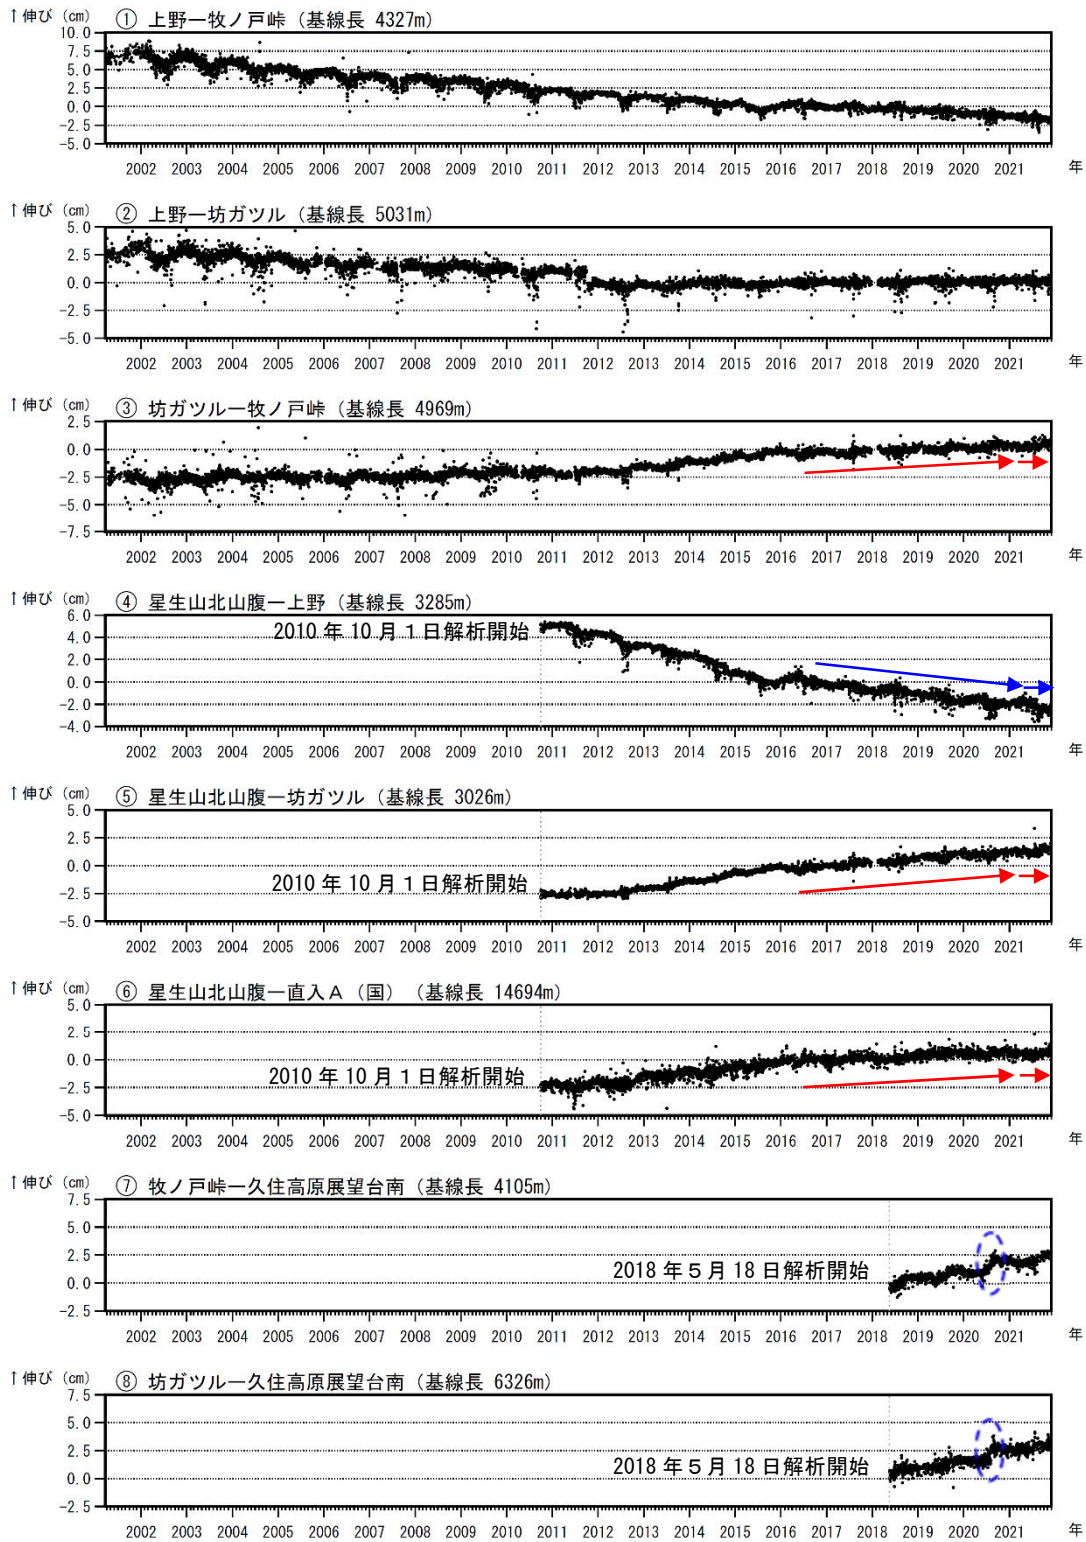 ↑伸び (cm) ① 上野ー牧ノ戸峠 (基線長 4327m)
10.0
7.5
5.0
2.5
0.0
-2.5
-5.0
2002 2003 2004 2005 2006 2007 2008 2009 2010 2011 2012 2013 2014 2015 2016 2017 2018 2019 2020 2021 年
↑伸び (cm) ② 上野ー坊ガツル (基線長 5031m)
5.0
2.5
0.0
-2.5
-5.0
2002 2003 2004 2005 2006 2007 2008 2009 2010 2011 2012 2013 2014 2015 2016 2017 2018 2019 2020 2021 年
↑伸び (cm) ③ 坊ガツルー牧ノ戸峠 (基線長 4969m)
2.5
0.0
-2.5
-5.0
-7.5
2002 2003 2004 2005 2006 2007 2008 2009 2010 2011 2012 2013 2014 2015 2016 2017 2018 2019 2020 2021 年
↑伸び (cm) ④ 星生山北山腹ー上野 (基線長 3285m)
6.0
2010 年 10 月 1 日解析開始
4.0
2.0
0.0
-2.0
-4.0
2002 2003 2004 2005 2006 2007 2008 2009 2010 2011 2012 2013 2014 2015 2016 2017 2018 2019 2020 2021 年
↑伸び (cm) ⑤ 星生山北山腹ー坊ガツル (基線長 3026m)
5.0
2.5
0.0
2010 年 10 月 1 日解析開始
-2.5
-5.0
2002 2003 2004 2005 2006 2007 2008 2009 2010 2011 2012 2013 2014 2015 2016 2017 2018 2019 2020 2021 年
↑伸び (cm) ⑥ 星生山北山腹ー直入A (国) (基線長 14694m)
5.0
2.5
0.0
2010 年 10 月 1 日解析開始
-2.5
-5.0
2002 2003 2004 2005 2006 2007 2008 2009 2010 2011 2012 2013 2014 2015 2016 2017 2018 2019 2020 2021 年
↑伸び (cm) ⑦ 牧ノ戸峠ー久住高原展望台南 (基線長 4105m)
7.5
5.0
2.5
2018 年 5 月 18 日解析開始
0.0
-2.5
2002 2003 2004 2005 2006 2007 2008 2009 2010 2011 2012 2013 2014 2015 2016 2017 2018 2019 2020 2021 年
↑伸び (cm) ⑧ 坊ガツルー久住高原展望台南 (基線長 6326m)
7.5
5.0
2.5
2018 年 5 月 18 日解析開始
0.0
-2.5
2002 2003 2004 2005 2006 2007 2008 2009 2010 2011 2012 2013 2014 2015 2016 2017 2018 2019 2020 2021 年